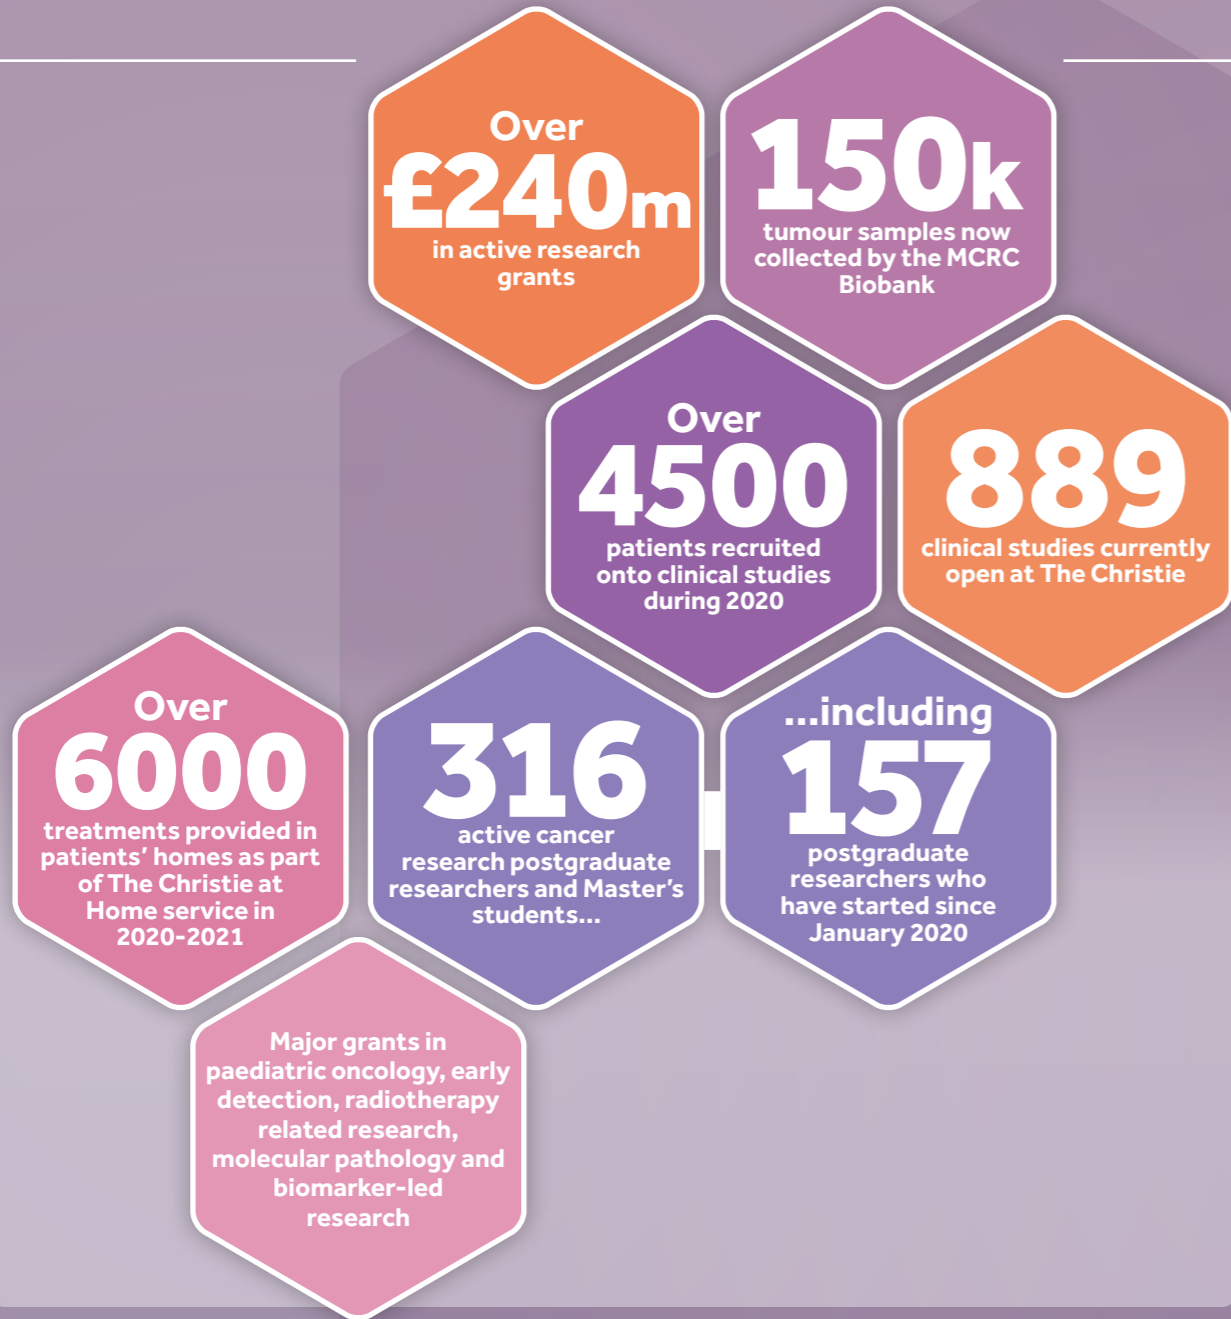 Over
£240m
in active research
grants
150k
tumour samples now
collected by the MCRC
Biobank
Over
4500
patients recruited
onto clinical studies
during 2020
889
clinical studies currently
open at The Christie
Over
6000
treatments provided in
patients’ homes as part
of The Christie at
Home service in
2020-2021
316
active cancer
research postgraduate
researchers and Master’s
students...
...including
157
postgraduate
researchers who
have started since
January 2020
Major grants in
paediatric oncology, early
detection, radiotherapy
related research,
molecular pathology and
biomarker-led
research